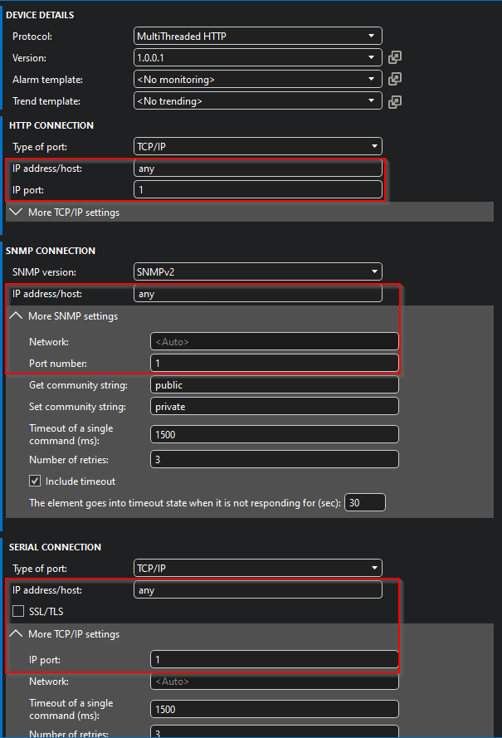 DEVICE DETAILS
Protocol: MultiThreaded HTTP
Version: 1.0.0.1
Alarm template: <No monitoring>
Trend template: <No trending>
HTTP CONNECTION
Type of port: TCP/IP
IP address/host: any
IP port: 1
More TCP/IP settings
SNMP CONNECTION
SNMP version: SNMPv2
IP address/host: any
More SNMP settings
Network: <Auto>
Port number: 1
Get community string: public
Set community string: private
Timeout of a single
command (ms): 1500
Number of retries: 3
Include timeout
The element goes into timeout state when it is not responding for (sec): 30
SERIAL CONNECTION
Type of port: TCP/IP
IP address/host: any
SSL/TLS
More TCP/IP settings
IP port: 1
Network: <Auto>
Timeout of a single
command (ms): 1500
Number of retries: 3